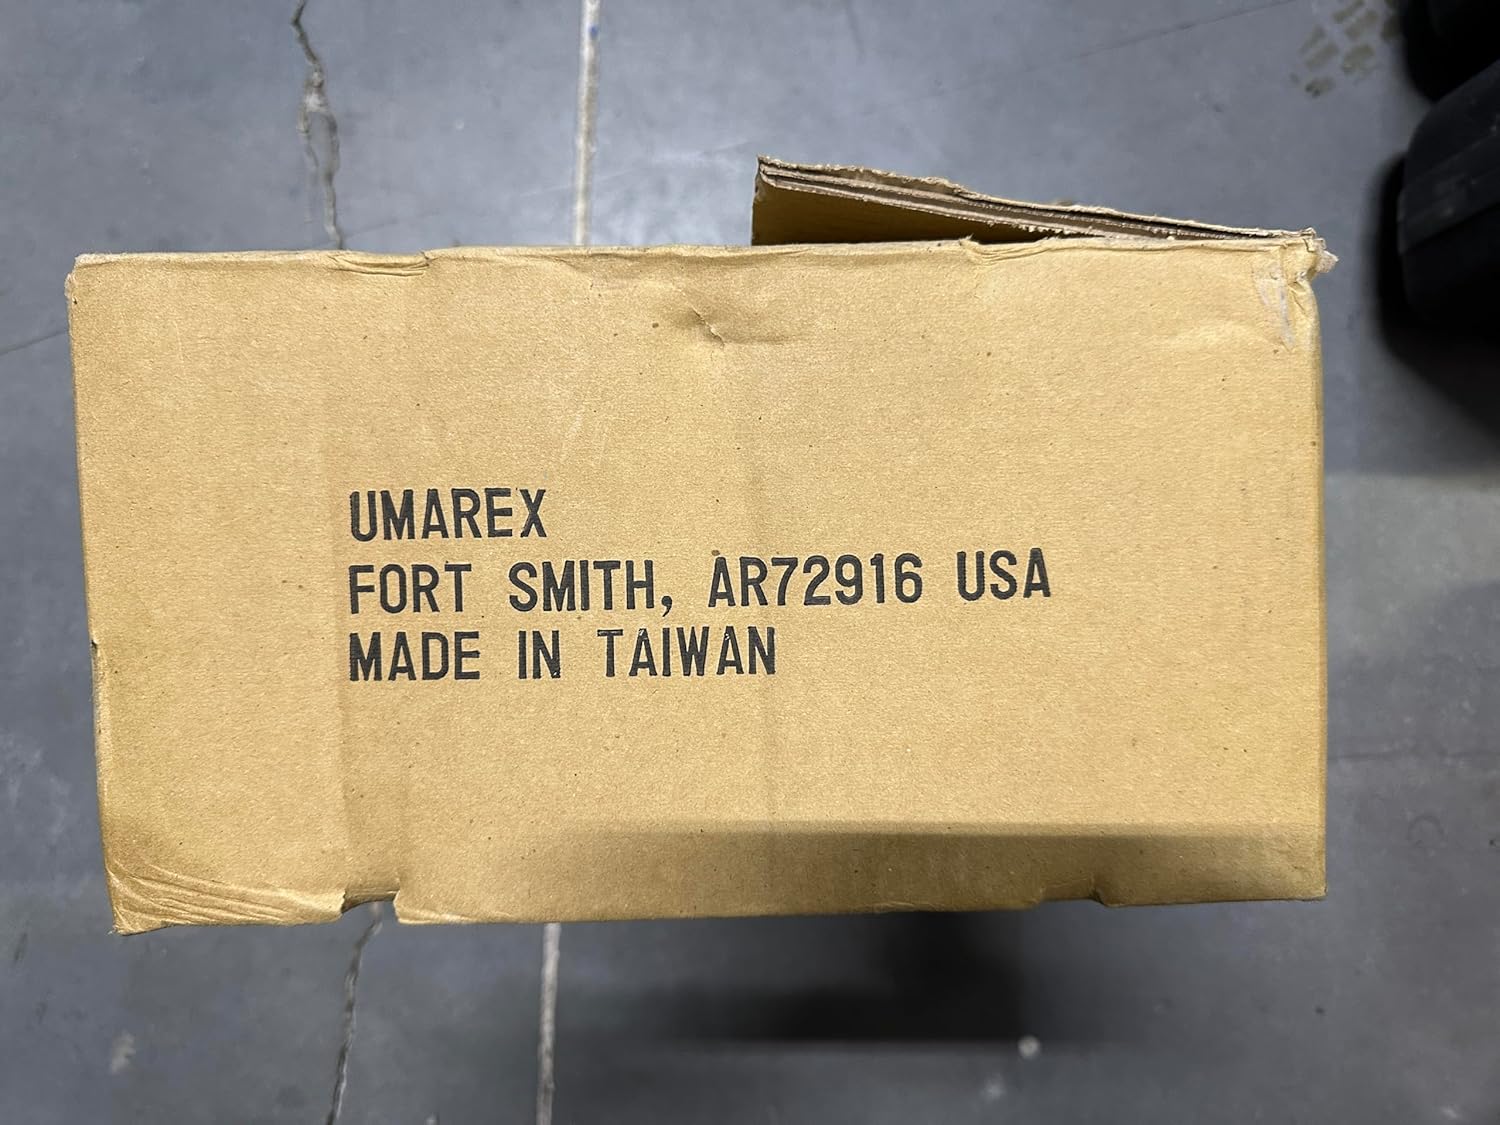 UMAREX
FORT SMITH, AR72916 USA
MADE IN TAIWAN